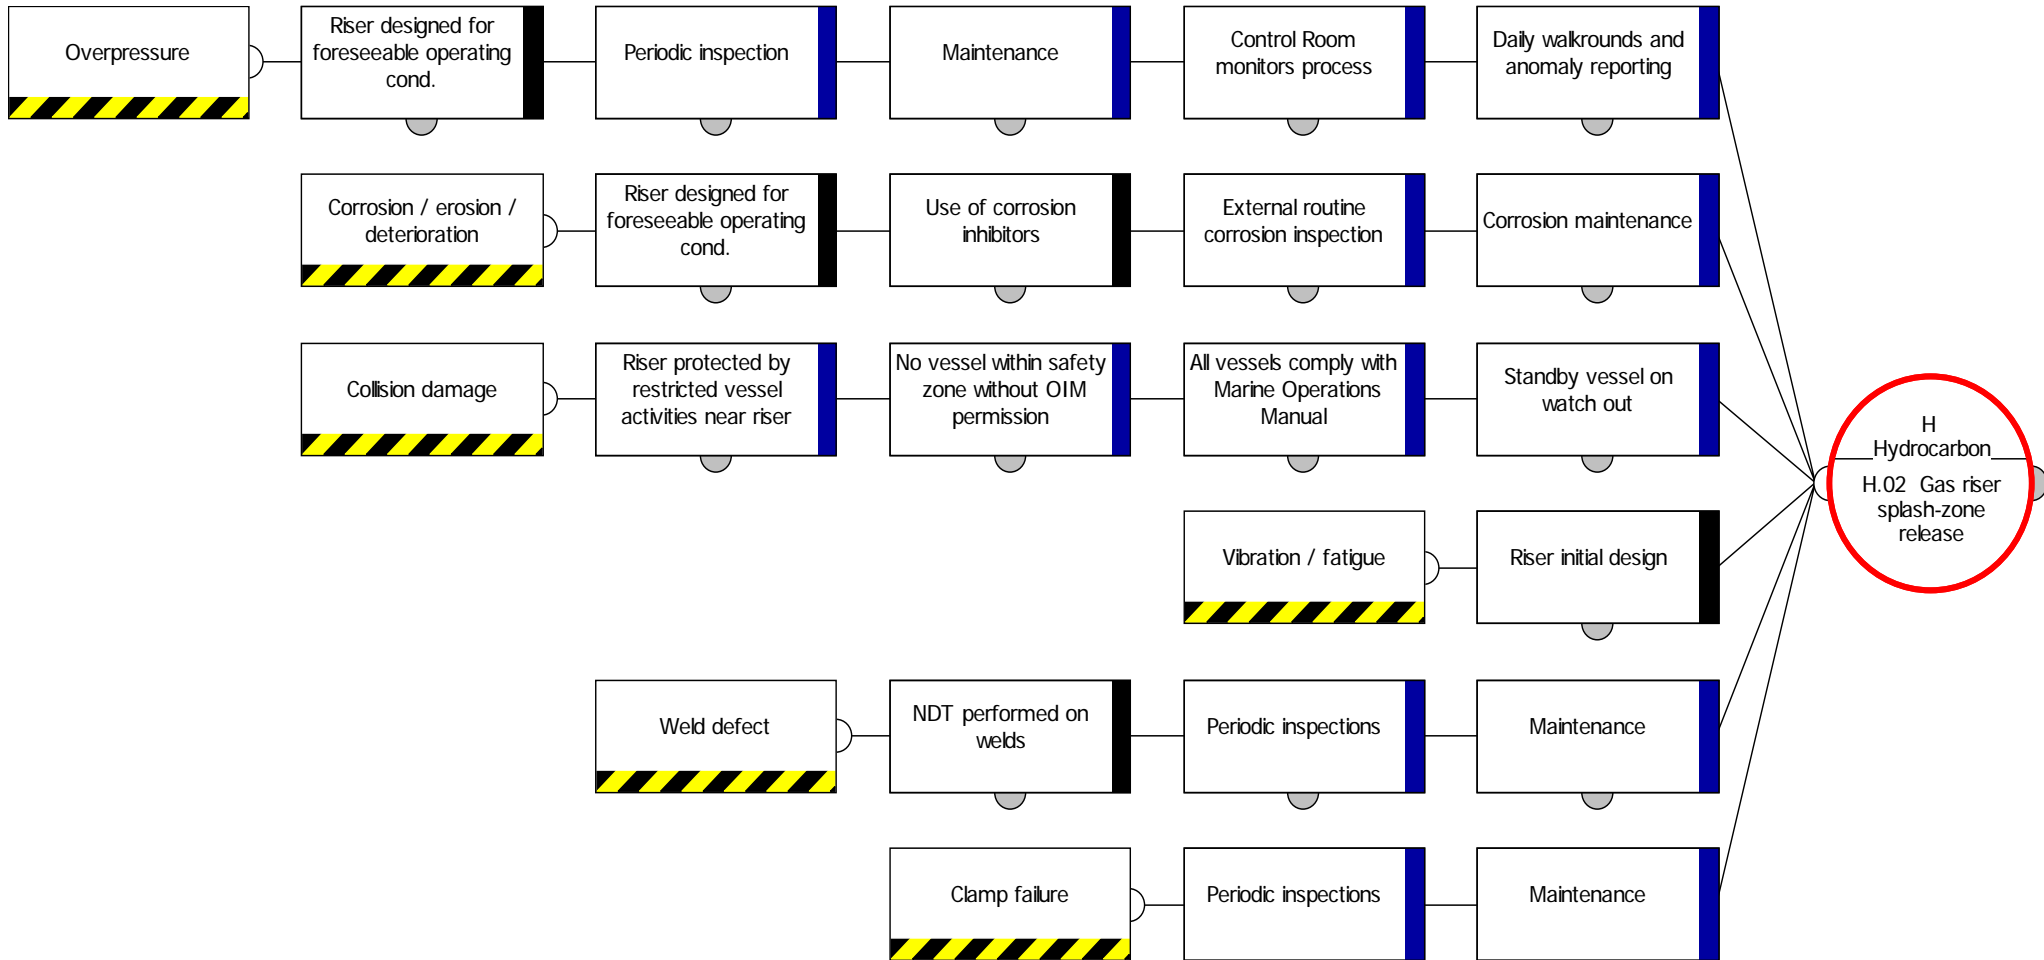 Overpressure
Riser designed for
foreseeable operating
cond.
Periodic inspection
Maintenance
Control Room
monitors process
Daily walkrounds and
anomaly reporting
Corrosion / erosion /
deterioration
Riser designed for
foreseeable operating
cond.
Use of corrosion
inhibitors
External routine
corrosion inspection
Corrosion maintenance
Collision damage
Riser protected by
restricted vessel
activities near riser
No vessel within safety
zone without OIM
permission
All vessels comply with
Marine Operations
Manual
Standby vessel on
watch out
H
Hydrocarbon
H.02 Gas riser
splash-zone
release
Vibration / fatigue
Riser initial design
Weld defect
NDT performed on
welds
Periodic inspections
Maintenance
Clamp failure
Periodic inspections
Maintenance